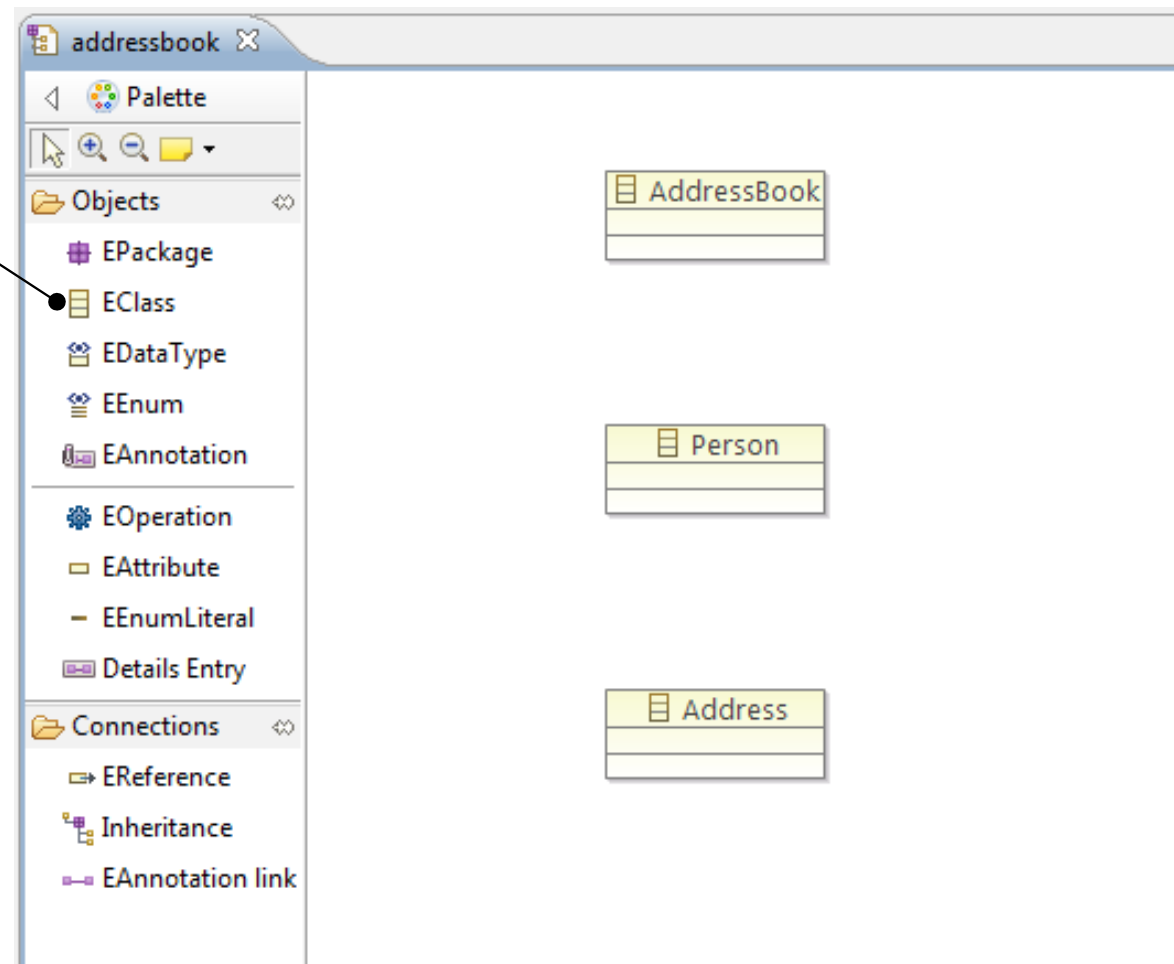 addressbook
Palette
Objects
EPackage
EClass
EDataType
EEnum
EAnnotation
EOperation
EAttribute
EEnumLiteral
Details Entry
Connections
EReference
Inheritance
EAnnotation link
AddressBook
Person
Address